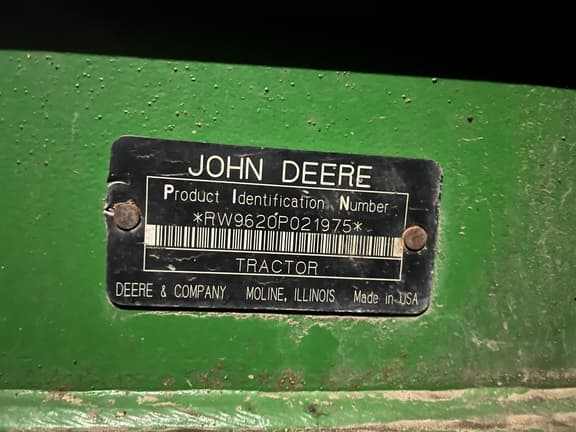 JOHN DEERE
Product Identification Number
*RW9620P021975*
TRACTOR
DEERE & COMPANY MOLINE, ILLINOIS Made in USA